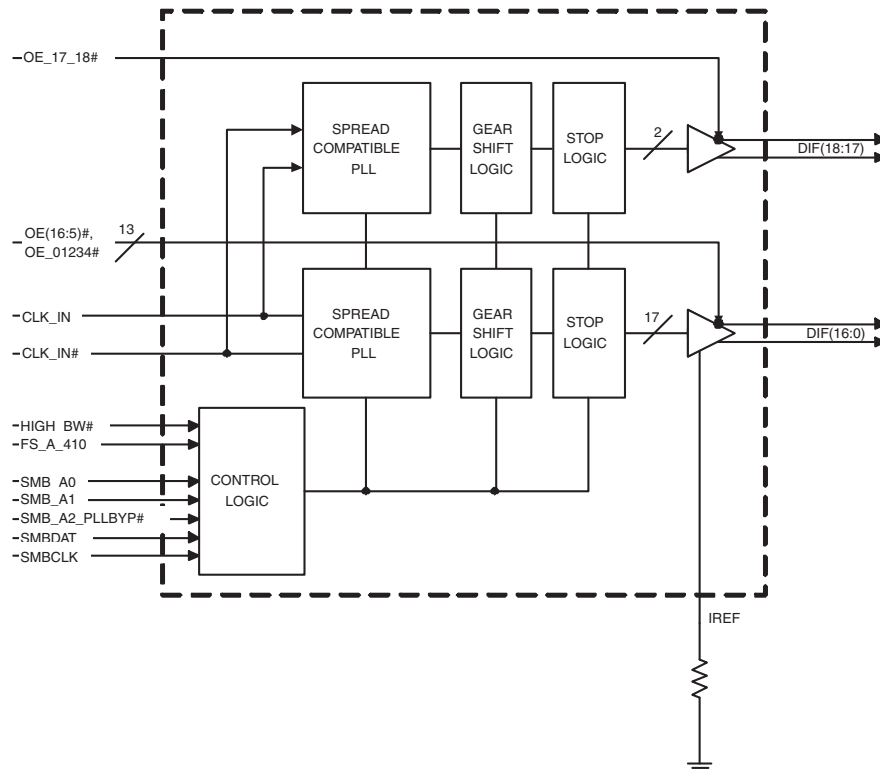 OE_17_18#
SPREAD
COMPATIBLE
PLL
GEAR
SHIFT
LOGIC
STOP
LOGIC
2
DIF(18:17)
OE(16:5)#,
OE_01234#
13
CLK_IN
CLK_IN#
SPREAD
COMPATIBLE
PLL
GEAR
SHIFT
LOGIC
STOP
LOGIC
17
DIF(16:0)
HIGH_BW#
FS_A_410
SMB_A0
SMB_A1
SMB_A2_PLLBYP#
SMBDAT
SMBCLK
CONTROL
LOGIC
IREF